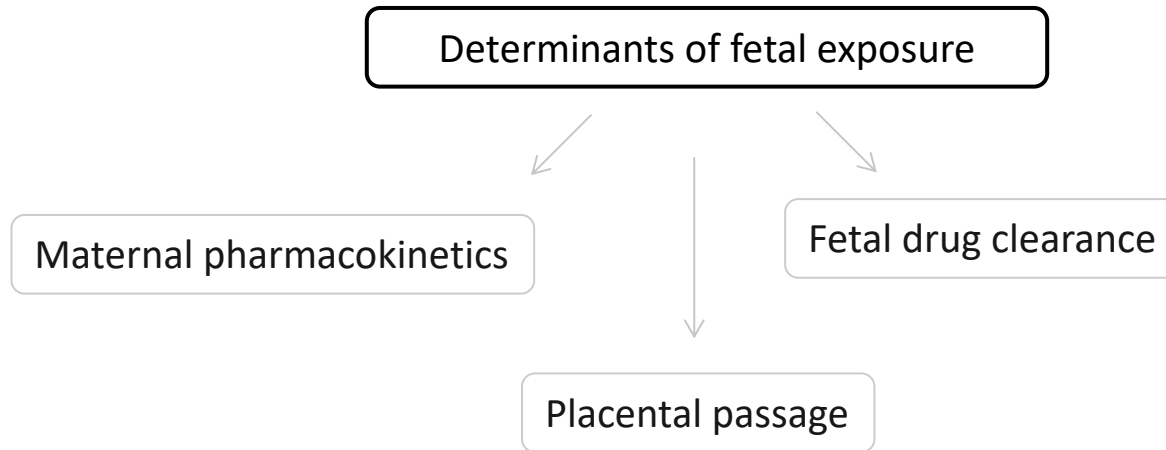 Determinants of fetal exposure
Maternal pharmacokinetics
Fetal drug clearance
Placental passage